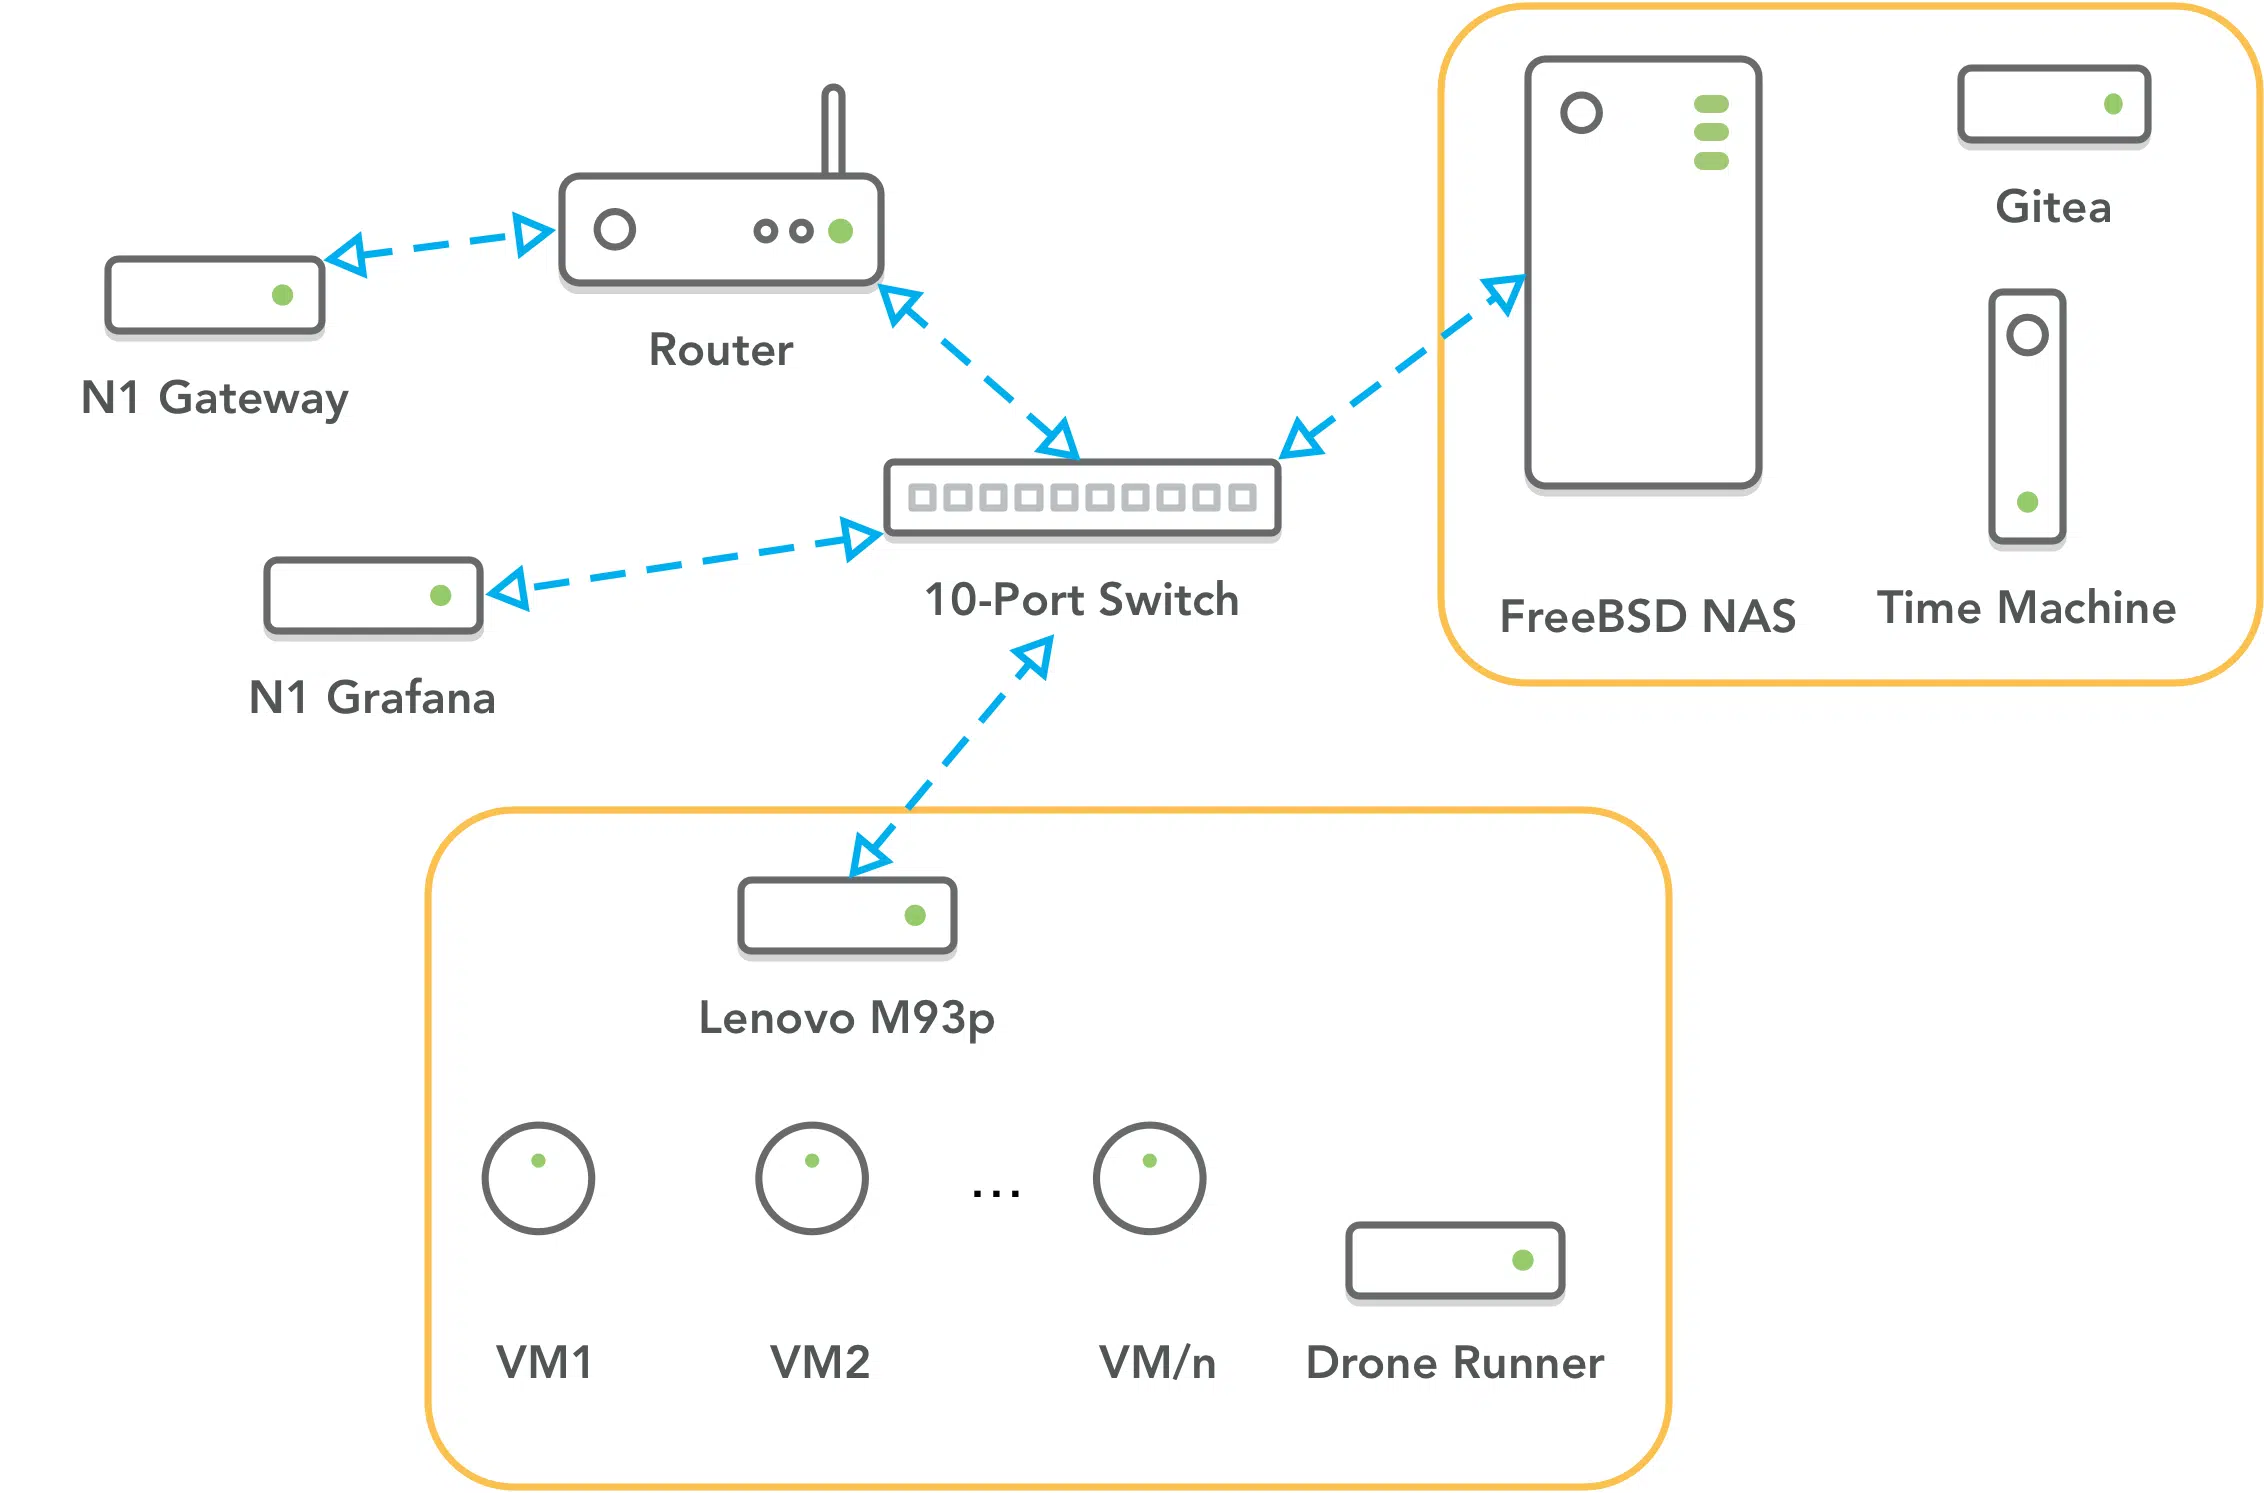 Gitea
Router
N1 Gateway
10-Port Switch
FreeBSD NAS
Time Machine
N1 Grafana
Lenovo M93p
...
VM1
VM2
VM/n
Drone Runner